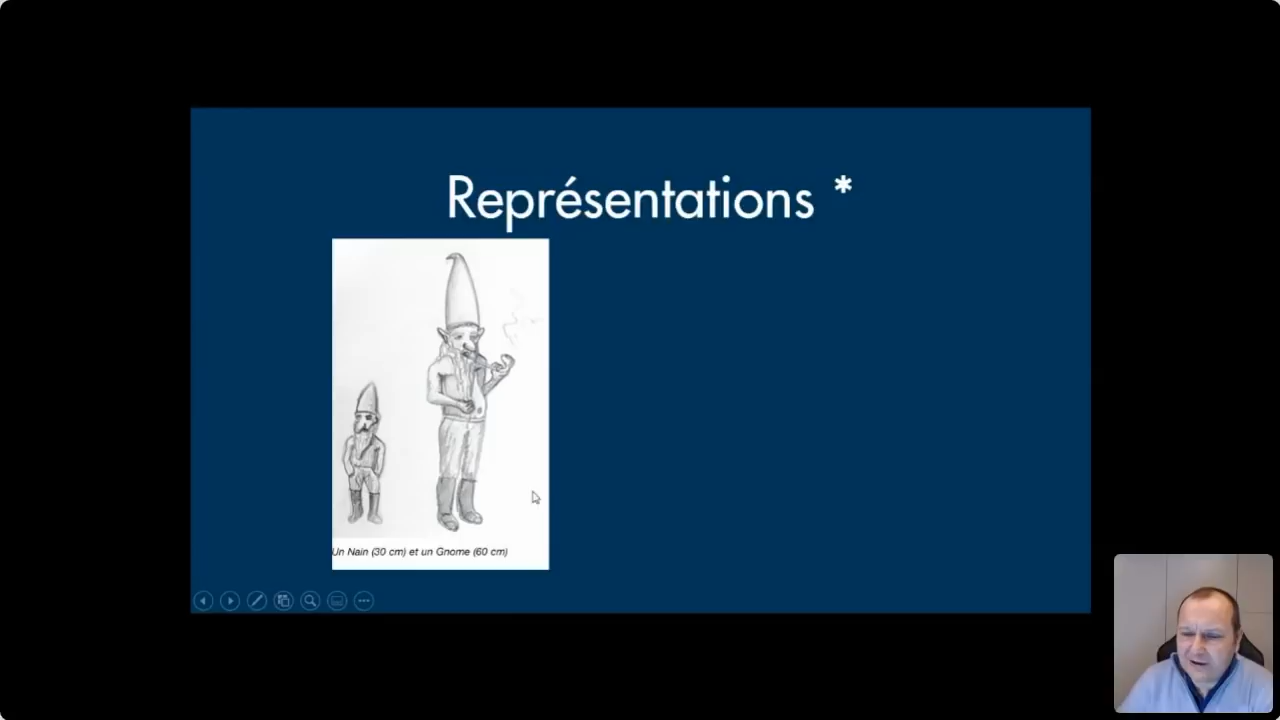 Représentations *
Un Nain (30 cm) et un Gnome (60 cm)